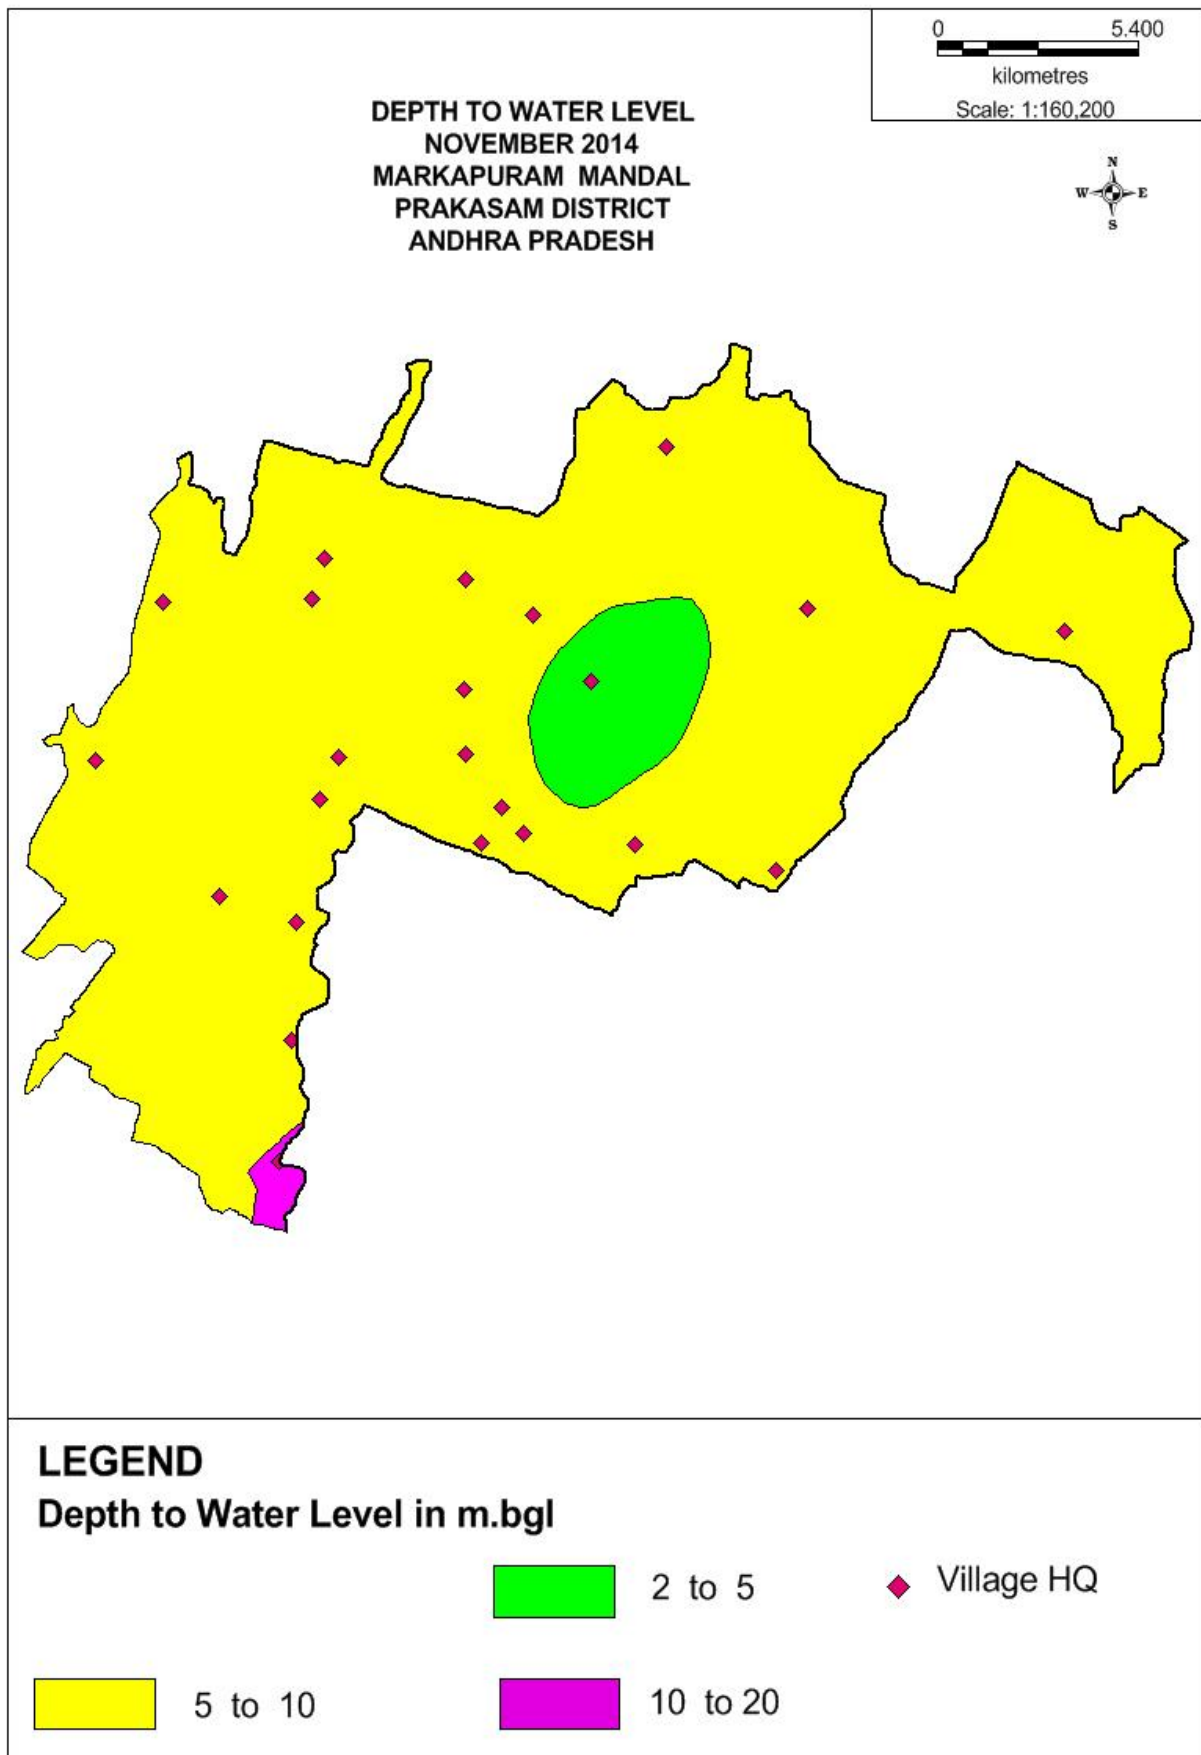 0 5.400
kilometres
Scale: 1:160,200
DEPTH TO WATER LEVEL
NOVEMBER 2014
MARKAPURAM MANDAL
PRAKASAM DISTRICT
ANDHRA PRADESH
N
W E
S
LEGEND
Depth to Water Level in m.bgl
2 to 5
Village HQ
5 to 10
10 to 20